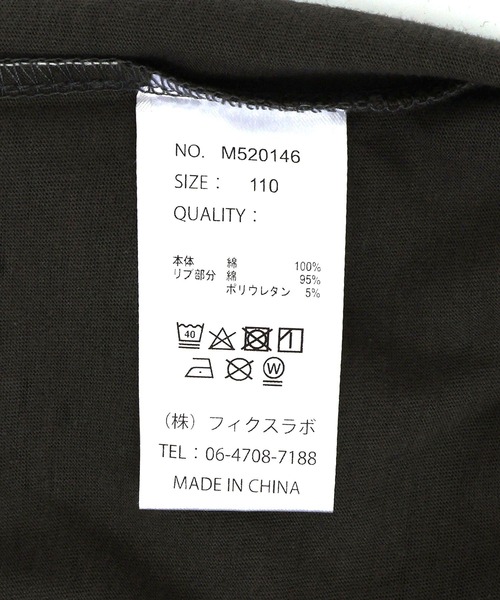 NO. M520146
SIZE： 110
QUALITY：
本体 綿 100%
リブ部分 綿 95%
ポリウレタン 5%
40
W
（株）フィクスラボ
TEL：06-4708-7188
MADE IN CHINA